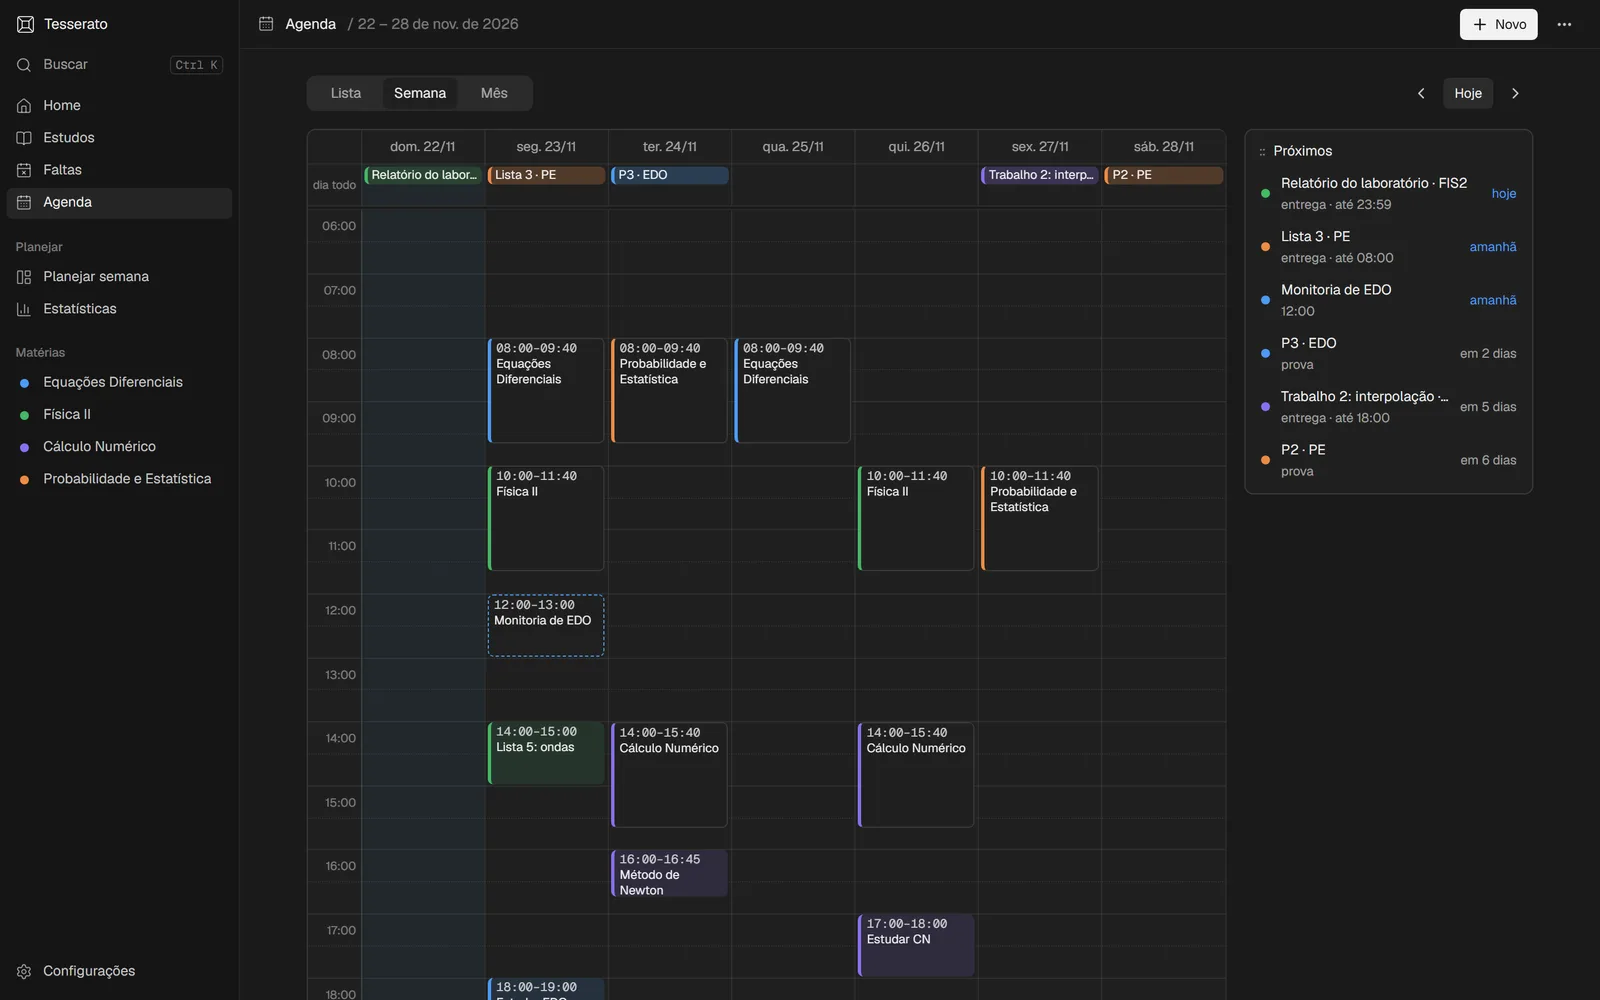 Tesserato
Buscar
Ctrl K
Home
Estudos
Faltas
Agenda
Planejar
Planejar semana
Estatísticas
Matérias
Equações Diferenciais
Física II
Cálculo Numérico
Probabilidade e Estatística
Configurações
Agenda / 22 – 28 de nov. de 2026
Novo
Lista
Semana
Mês
Hoje
dom. 22/11
seg. 23/11
ter. 24/11
qua. 25/11
qui. 26/11
sex. 27/11
sáb. 28/11
dia todo
Relatório do labor...
Lista 3 · PE
P3 · EDO
Trabalho 2: interp...
P2 · PE
06:00
07:00
08:00
08:00–09:40
Equações
Diferenciais
08:00–09:40
Probabilidade e
Estatística
08:00–09:40
Equações
Diferenciais
09:00
10:00
10:00–11:40
Física II
10:00–11:40
Física II
10:00–11:40
Probabilidade e
Estatística
11:00
12:00
12:00–13:00
Monitoria de EDO
13:00
14:00
14:00–15:00
Lista 5: ondas
14:00–15:40
Cálculo Numérico
14:00–15:40
Cálculo Numérico
15:00
16:00
16:00–16:45
Método de
Newton
17:00
17:00–18:00
Estudar CN
18:00
18:00–19:00
Estudar EDO
Próximos
Relatório do laboratório · FIS2
entrega · até 23:59
hoje
Lista 3 · PE
entrega · até 08:00
amanhã
Monitoria de EDO
12:00
amanhã
P3 · EDO
prova
em 2 dias
Trabalho 2: interpolação ·...
entrega · até 18:00
em 5 dias
P2 · PE
prova
em 6 dias